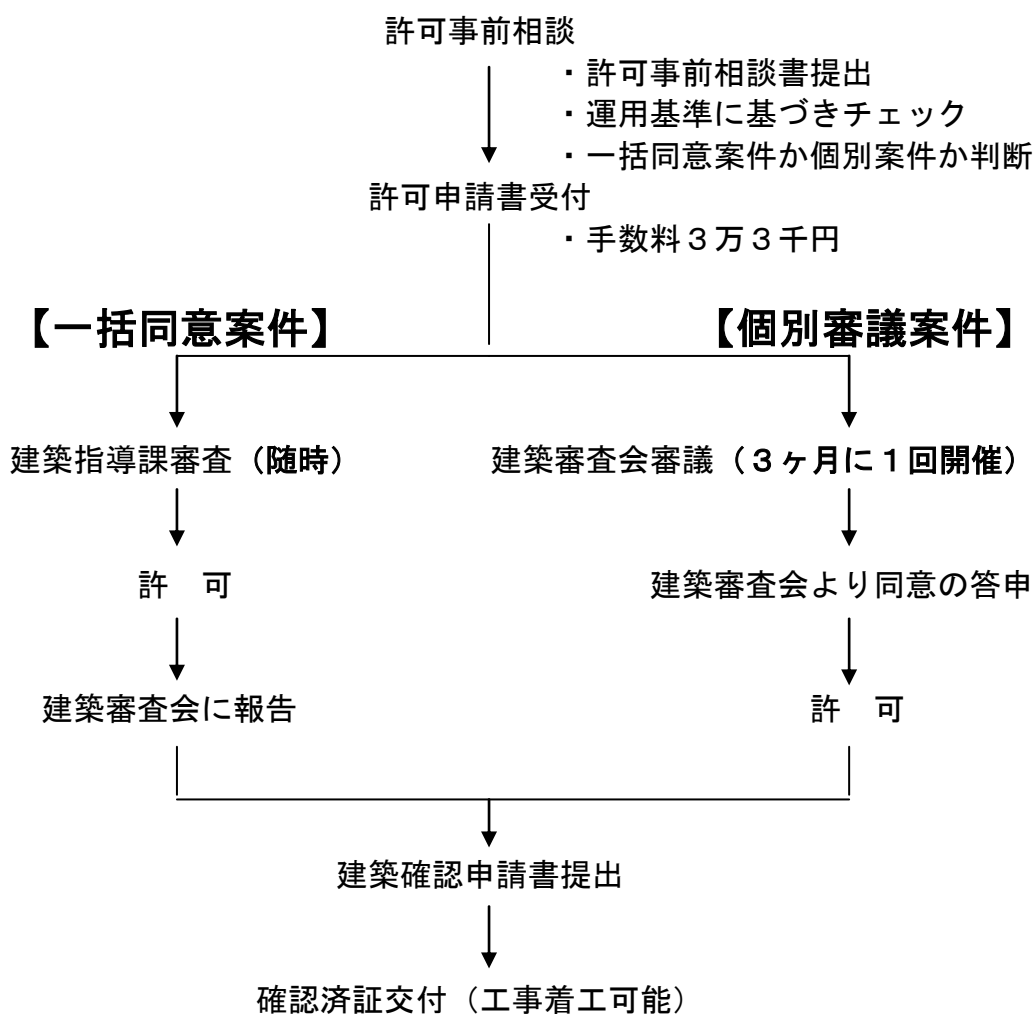 許可事前相談
・許可事前相談書提出
・運用基準に基づきチェック
・一括同意案件か個別案件か判断
許可申請書受付
・手数料３万３千円
【一括同意案件】
【個別審議案件】
建築指導課審査（随時）
建築審査会審議（３ヶ月に１回開催）
許　可
建築審査会より同意の答申
建築審査会に報告
許　可
建築確認申請書提出
確認済証交付（工事着工可能）